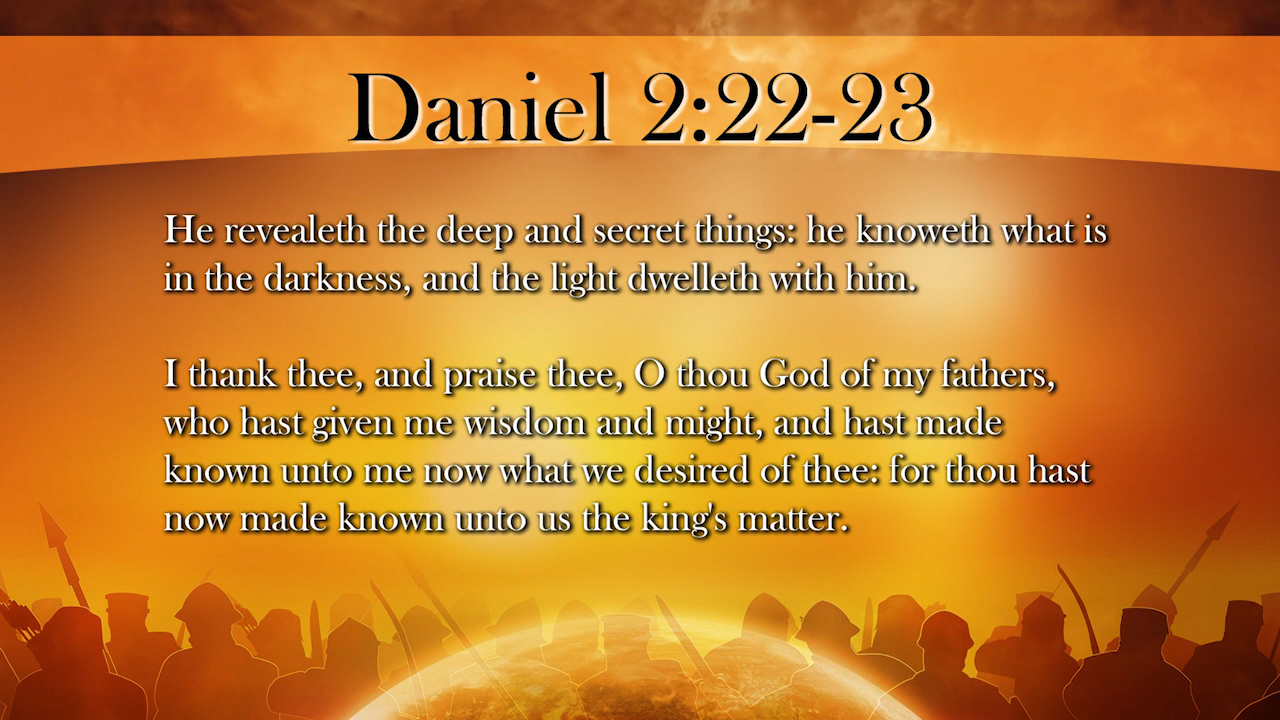 Daniel 2:22-23
He revealeth the deep and secret things: he knoweth what is
in the darkness, and the light dwelleth with him.
I thank thee, and praise thee, O thou God of my fathers,
who hast given me wisdom and might, and hast made
known unto me now what we desired of thee: for thou hast
now made known unto us the king's matter.